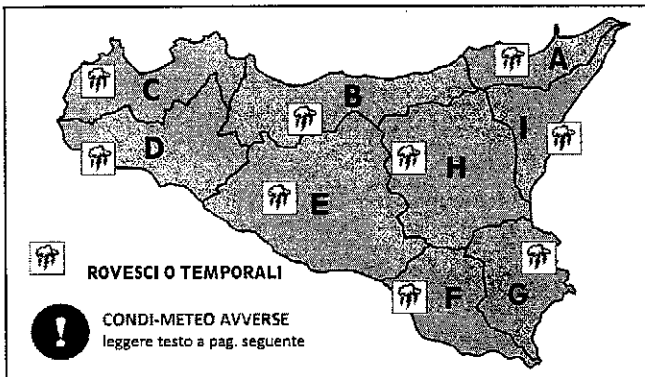 A
C
B
I
D
H
E
F
G
ROVESCI O TEMPORALI
CONDI-METEO AVVERSE
leggere testo a pag. seguente